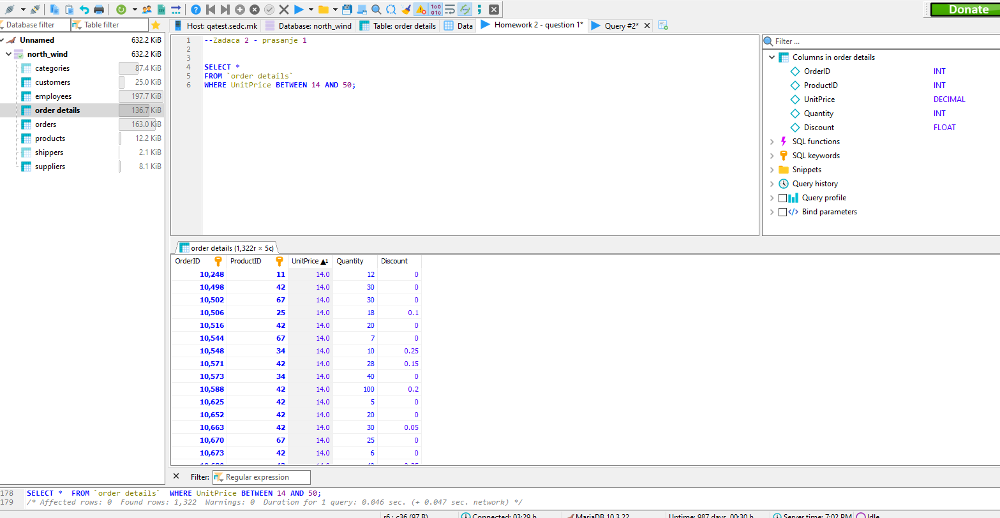 Donate
Database filter
Table filter
Host: qatest.sedc.mk
Database: north_wind
Table: order details
Data
Homework 2 - question 1*
Query #2*
Unnamed 632.2 KiB
north_wind 632.2 KiB
categories 87.4 KiB
customers 25.0 KiB
employees 197.7 KiB
order details 136.7 KiB
orders 163.0 KiB
products 12.2 KiB
shippers 2.1 KiB
suppliers 8.1 KiB
1 --Zadaca 2 - prasanje 1
2
3
4 SELECT *
5 FROM `order details`
6 WHERE UnitPrice BETWEEN 14 AND 50;
Filter ...
Columns in order details
OrderID INT
ProductID INT
UnitPrice DECIMAL
Quantity INT
Discount FLOAT
SQL functions
SQL keywords
Snippets
Query history
Query profile
Bind parameters
order details (1,322r × 5c)
OrderID ProductID UnitPrice ▲1 Quantity Discount
10,248 11 14.0 12 0
10,498 42 14.0 30 0
10,502 67 14.0 30 0
10,506 25 14.0 18 0.1
10,516 42 14.0 20 0
10,544 67 14.0 7 0
10,548 34 14.0 10 0.25
10,571 42 14.0 28 0.15
10,573 34 14.0 40 0
10,588 42 14.0 100 0.2
10,625 42 14.0 5 0
10,652 42 14.0 20 0
10,663 42 14.0 30 0.05
10,670 67 14.0 25 0
10,673 42 14.0 6 0
Filter: Regular expression
178 SELECT * FROM `order details` WHERE UnitPrice BETWEEN 14 AND 50;
179 /* Affected rows: 0 Found rows: 1,322 Warnings: 0 Duration for 1 query: 0.046 sec. (+ 0.047 sec. network) */
r6 : c36 (97 B)
Connected: 03:29 h
MariaDB 10.3.22
Uptime: 987 days, 00:30 h
Server time: 7:02 PM
Idle